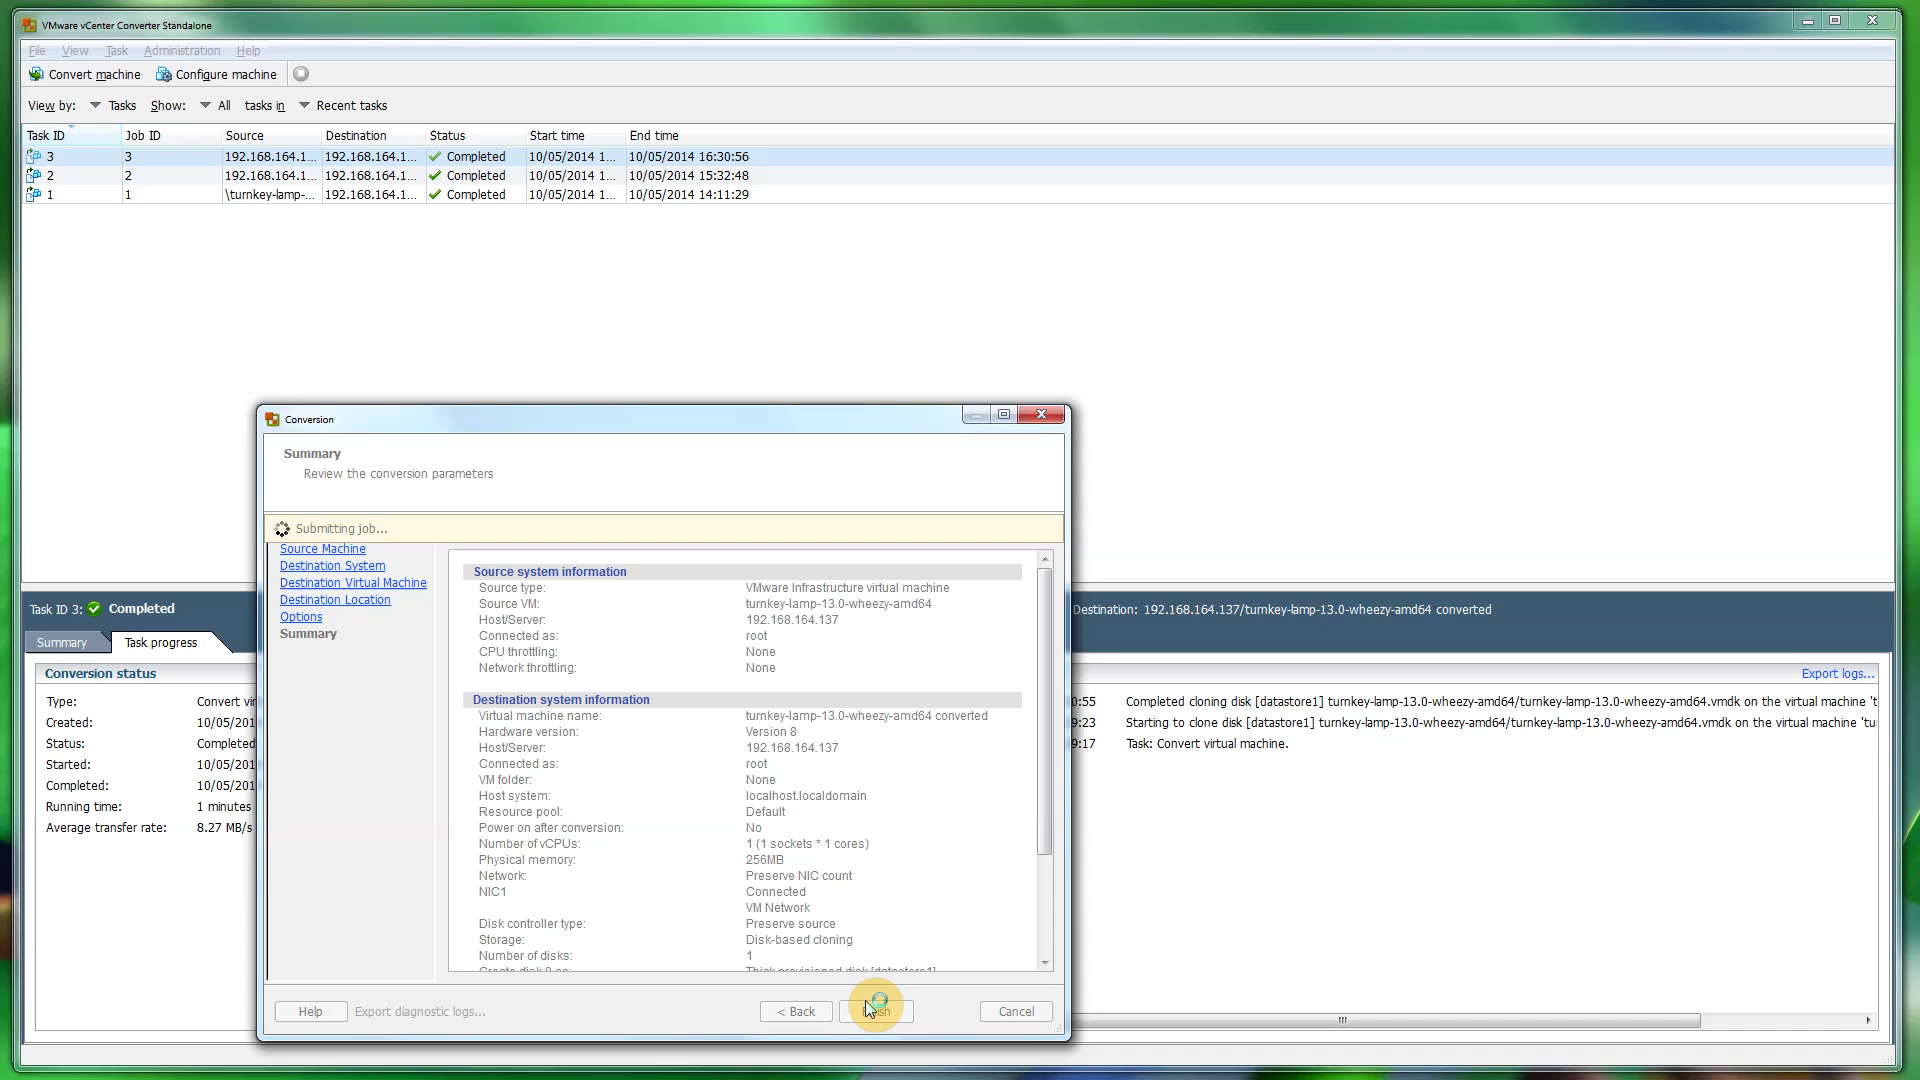 VMware vCenter Converter Standalone
File View Task Administration Help
Convert machine Configure machine
View by: Tasks Show: All tasks in Recent tasks
Task ID Job ID Source Destination Status Start time End time
3 3 192.168.164.1... 192.168.164.1... Completed 10/05/2014 1... 10/05/2014 16:30:56
2 2 192.168.164.1... 192.168.164.1... Completed 10/05/2014 1... 10/05/2014 15:32:48
1 1 \turnkey-lamp-... 192.168.164.1... Completed 10/05/2014 1... 10/05/2014 14:11:29
Conversion
Summary
Review the conversion parameters
Submitting job...
Source Machine
Destination System
Destination Virtual Machine
Destination Location
Options
Summary
Source system information
Source type: VMware Infrastructure virtual machine
Source VM: turnkey-lamp-13.0-wheezy-amd64
Host/Server: 192.168.164.137
Connected as: root
CPU throttling: None
Network throttling: None
Destination system information
Virtual machine name: turnkey-lamp-13.0-wheezy-amd64 converted
Hardware version: Version 8
Host/Server: 192.168.164.137
Connected as: root
VM folder: None
Host system: localhost.localdomain
Resource pool: Default
Power on after conversion: No
Number of vCPUs: 1 (1 sockets * 1 cores)
Physical memory: 256MB
Network: Preserve NIC count
NIC1 Connected
VM Network
Disk controller type: Preserve source
Storage: Disk-based cloning
Number of disks: 1
Create disk 0 as: Thick provisioned disk [datastore1]
Help Export diagnostic logs... < Back Finish Cancel
Task ID 3: Completed
Destination: 192.168.164.137/turnkey-lamp-13.0-wheezy-amd64 converted
Summary Task progress
Conversion status
Export logs...
Type: Convert vir
Created: 10/05/201
Status: Completed
Started: 10/05/201
Completed: 10/05/201
Running time: 1 minutes
Average transfer rate: 8.27 MB/s
0:55 Completed cloning disk [datastore1] turnkey-lamp-13.0-wheezy-amd64/turnkey-lamp-13.0-wheezy-amd64.vmdk on the virtual machine 't
9:23 Starting to clone disk [datastore1] turnkey-lamp-13.0-wheezy-amd64/turnkey-lamp-13.0-wheezy-amd64.vmdk on the virtual machine 'tu
9:17 Task: Convert virtual machine.